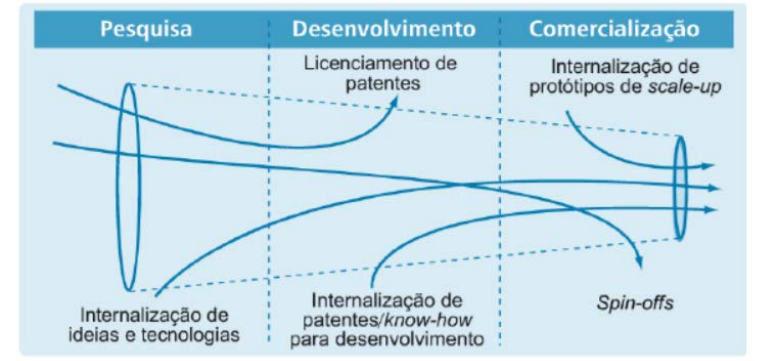 Pesquisa
Desenvolvimento
Comercialização
Licenciamento de
patentes
Internalização de
protótipos de scale-up
Internalização de
ideias e tecnologias
Internalização de
patentes/know-how
para desenvolvimento
Spin-offs